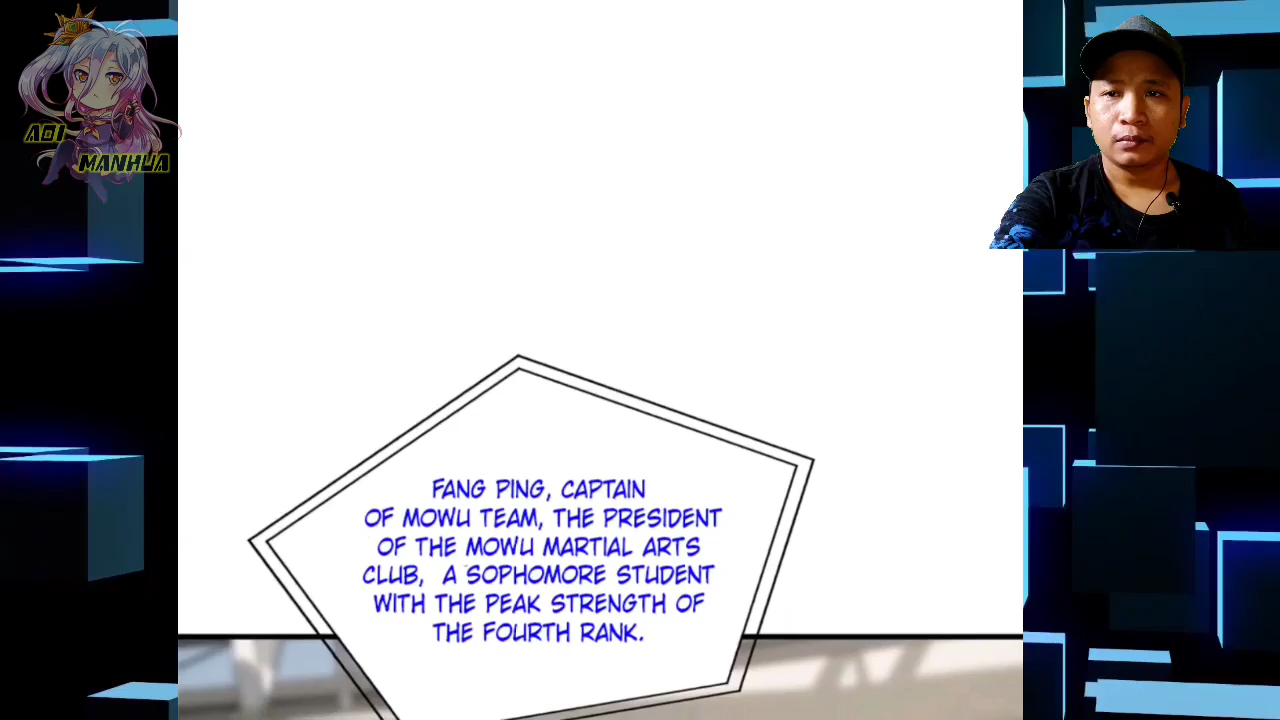 AOI
MANHUA
FANG PING, CAPTAIN
OF MOWU TEAM, THE PRESIDENT
OF THE MOWU MARTIAL ARTS
CLUB, A SOPHOMORE STUDENT
WITH THE PEAK STRENGTH OF
THE FOURTH RANK.